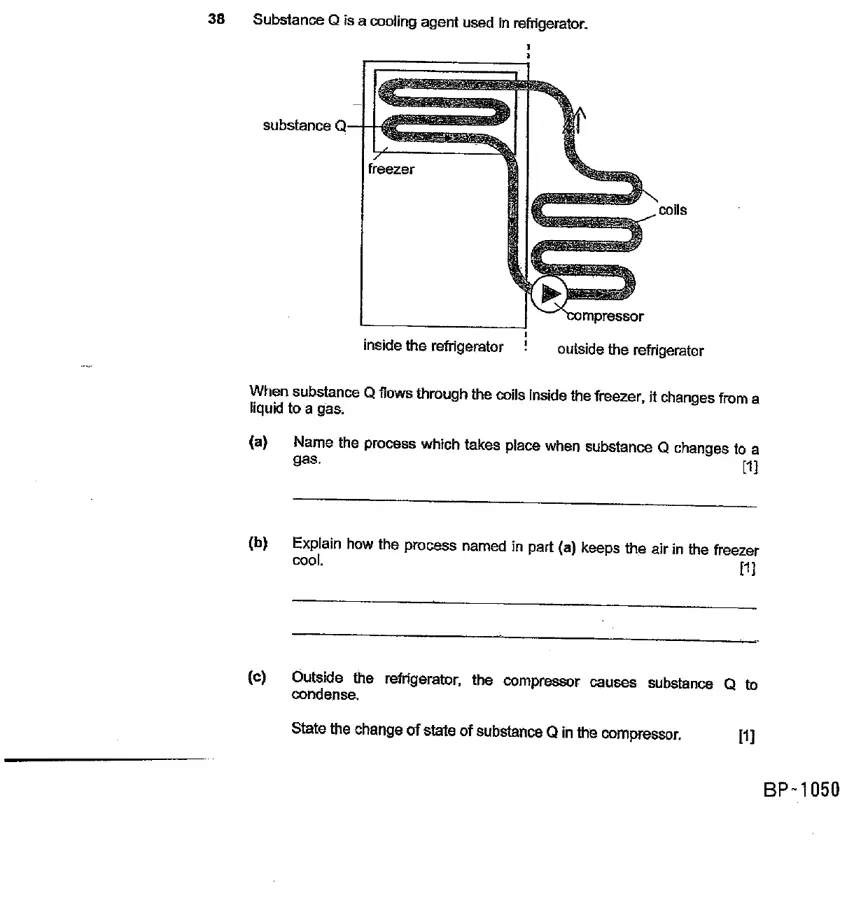 38 Substance Q is a cooling agent used in refrigerator.
substance Q
freezer
coils
compressor
inside the refrigerator outside the refrigerator
When substance Q flows through the coils inside the freezer, it changes from a
liquid to a gas.
(a) Name the process which takes place when substance Q changes to a
gas. [1]
(b) Explain how the process named in part (a) keeps the air in the freezer
cool. [1]
(c) Outside the refrigerator, the compressor causes substance Q to
condense.
State the change of state of substance Q in the compressor. [1]
BP-1050